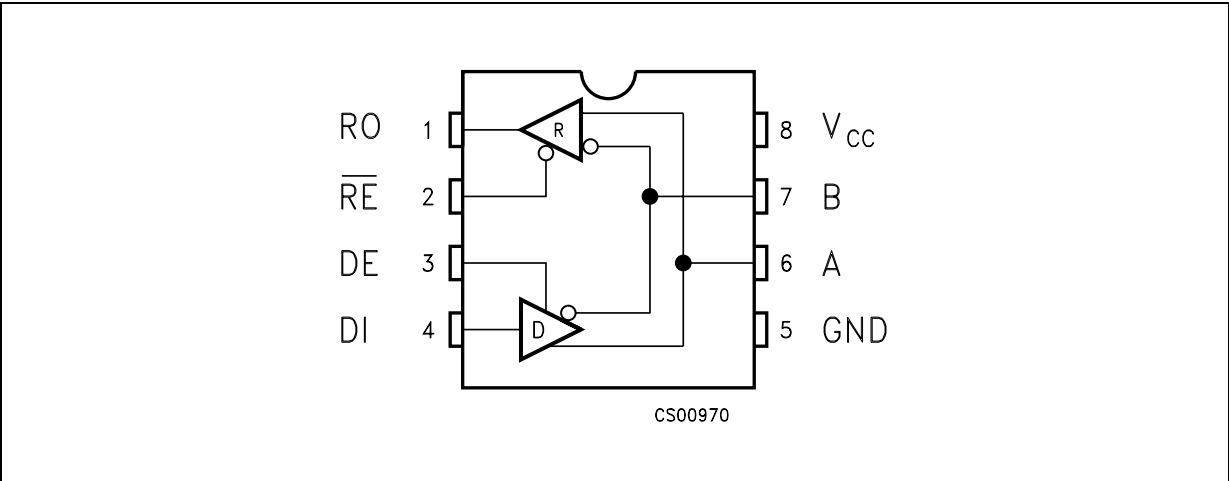 RO 1 R 8 VCC
RE 2 7 B
DE 3 6 A
DI 4 D 5 GND
CS00970